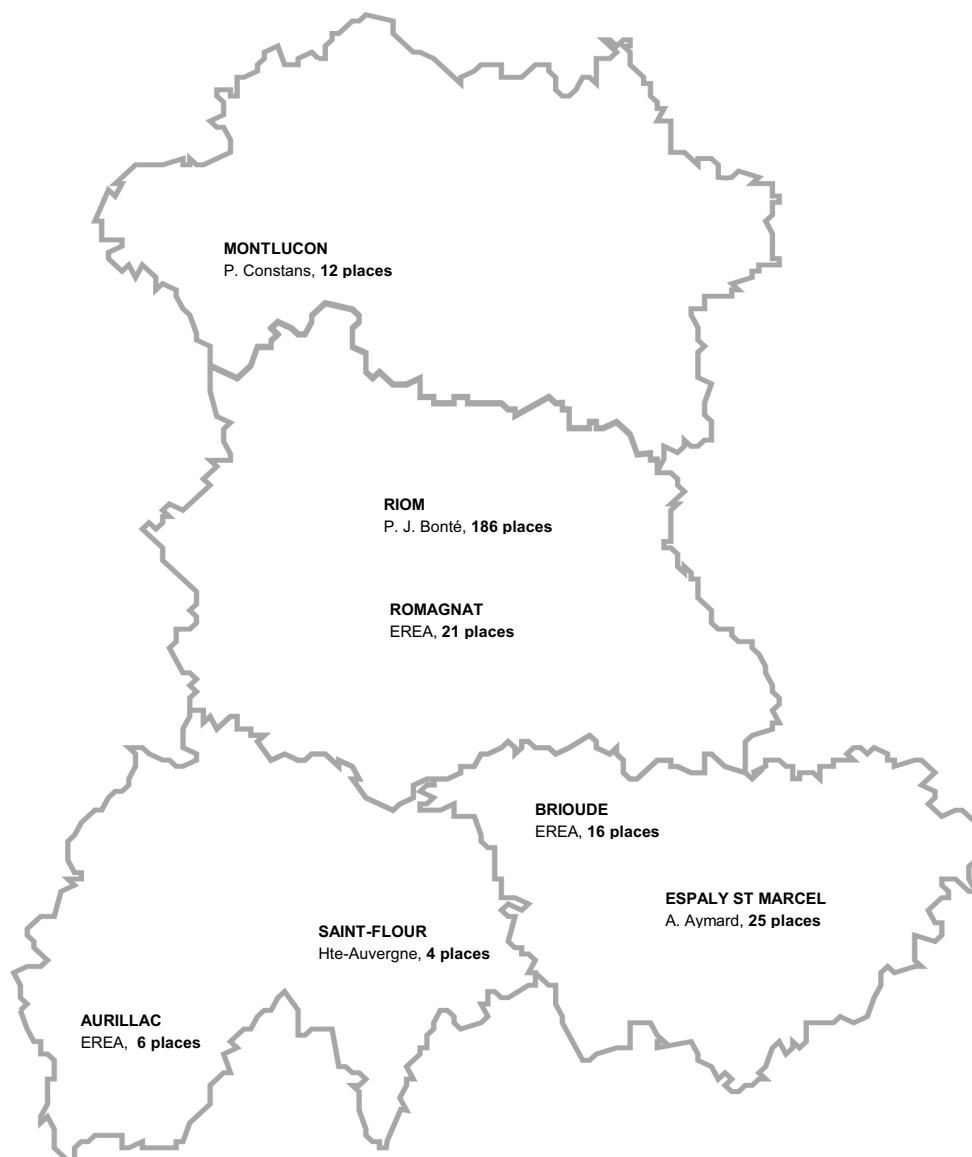 MONTLUCON
P. Constans, 12 places
RIOM
P. J. Bonté, 186 places
ROMAGNAT
EREA, 21 places
BRIOUDE
EREA, 16 places
ESPALY ST MARCEL
A. Aymard, 25 places
SAINT-FLOUR
Hte-Auvergne, 4 places
AURILLAC
EREA, 6 places